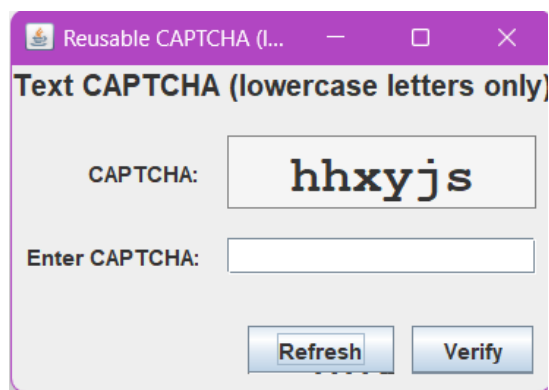 Reusable CAPTCHA (l...
Text CAPTCHA (lowercase letters only)
CAPTCHA: hhxyjs
Enter CAPTCHA:
Refresh Verify